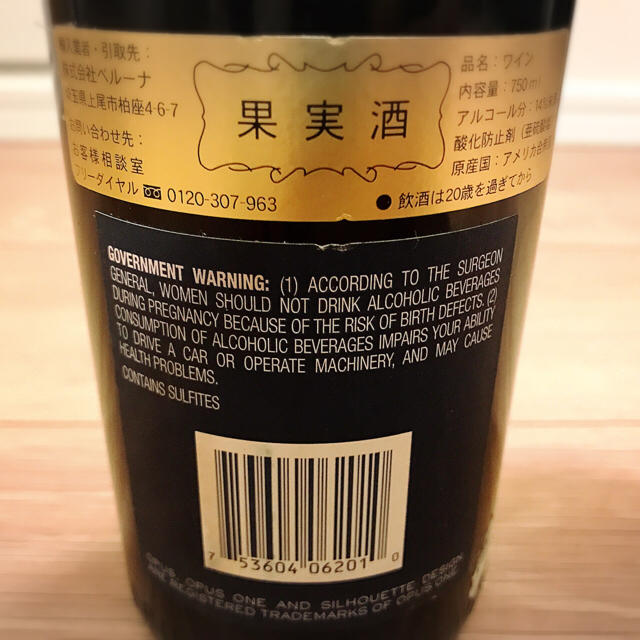 輸入業者・引取先：
株式会社ベルーナ
埼玉県上尾市柏座4-6-7
お問い合わせ先：
お客様相談室
フリーダイヤル 0120-307-963
果実酒
品名：ワイン
内容量：750ml
アルコール分：14%
酸化防止剤（亜硫酸塩
原産国：アメリカ合衆国
●飲酒は20歳を過ぎてから
GOVERNMENT WARNING: (1) ACCORDING TO THE SURGEON
GENERAL, WOMEN SHOULD NOT DRINK ALCOHOLIC BEVERAGES
DURING PREGNANCY BECAUSE OF THE RISK OF BIRTH DEFECTS. (2)
CONSUMPTION OF ALCOHOLIC BEVERAGES IMPAIRS YOUR ABILITY
TO DRIVE A CAR OR OPERATE MACHINERY, AND MAY CAUSE
HEALTH PROBLEMS.
CONTAINS SULFITES
7 53604 06201 0
OPUS, OPUS ONE AND SILHOUETTE DESIGN
ARE REGISTERED TRADEMARKS OF OPUS ONE